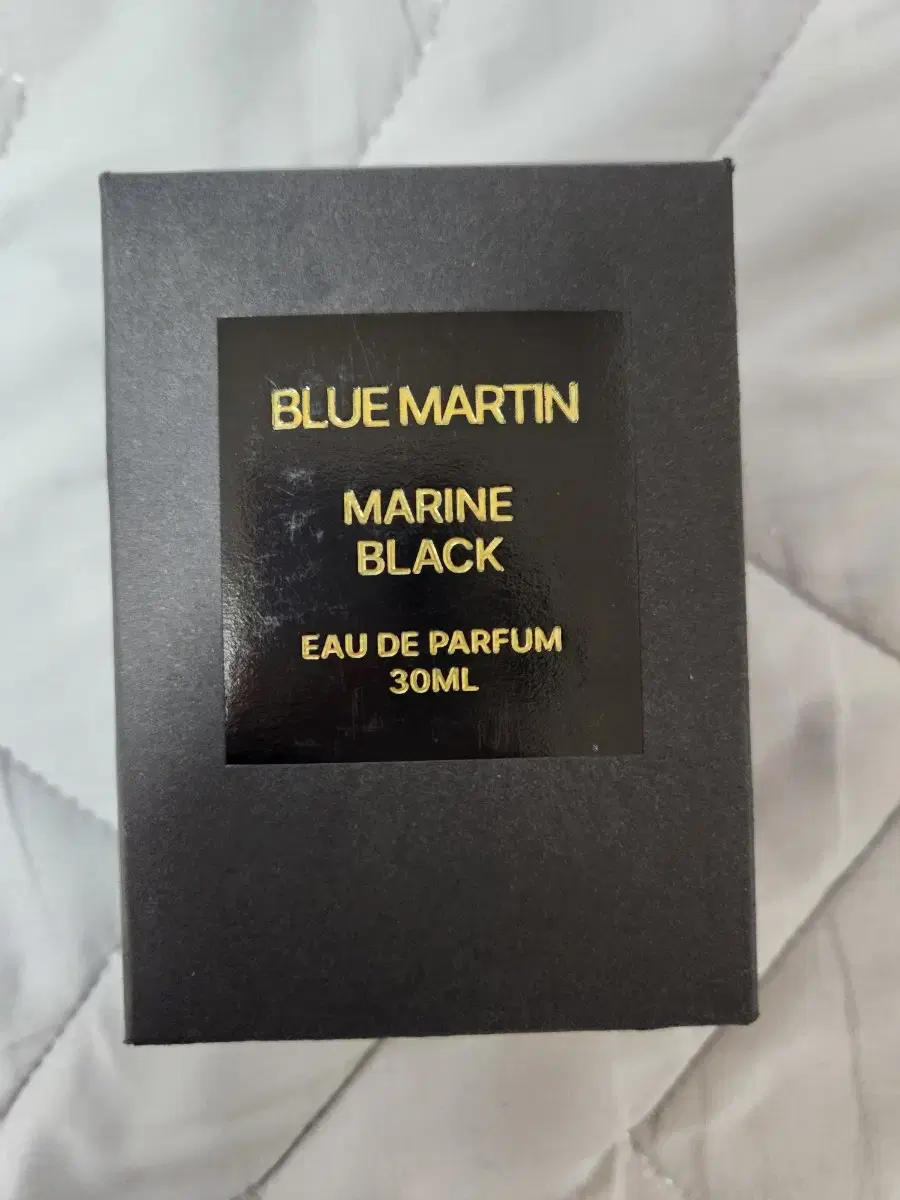 BLUE MARTIN
MARINE
BLACK
EAU DE PARFUM
30ML